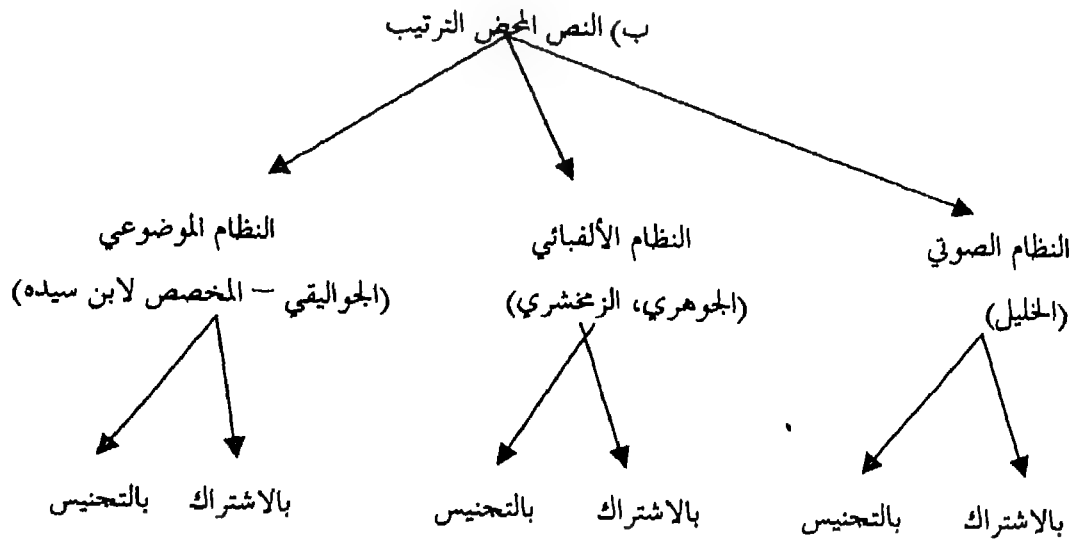 ب) النص المحض الترتيب
النظام الصوتي
(الخليل)
بالاشتراك
بالتجنيس
النظام الألفبائي
(الجوهري، الزمخشري)
بالاشتراك
بالتجنيس
النظام الموضوعي
(الجواليقي – المخصص لابن سيده)
بالاشتراك
بالتجنيس